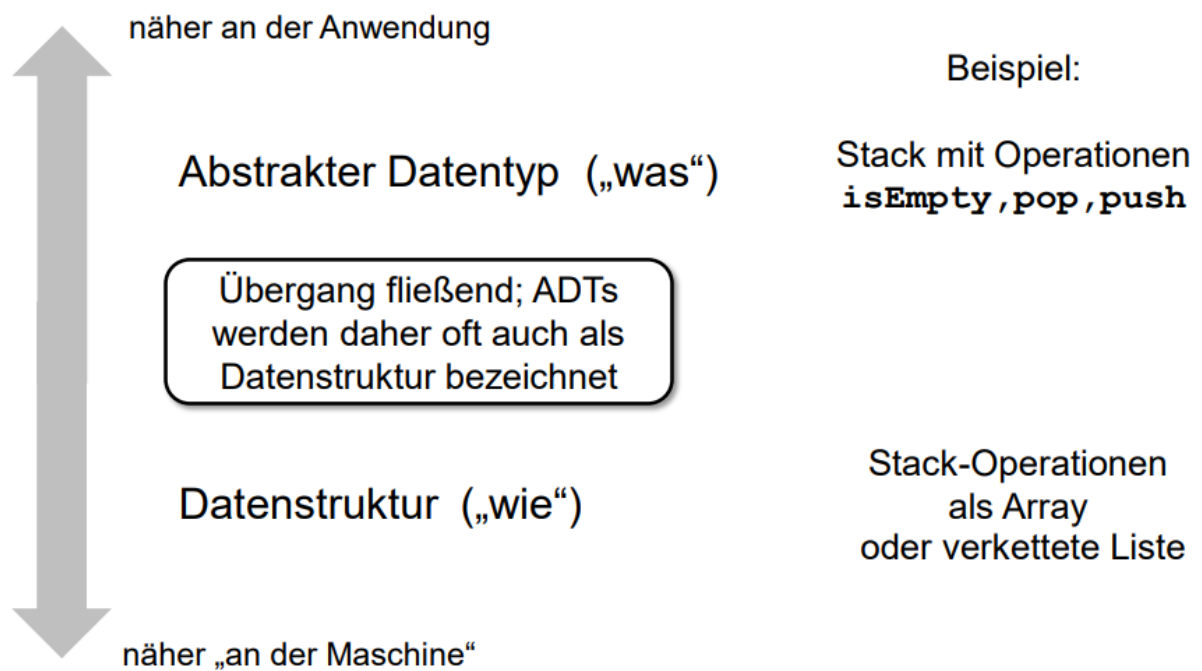 näher an der Anwendung
Beispiel:
Abstrakter Datentyp („was“)
Stack mit Operationen
isEmpty,pop,push
Übergang fließend; ADTs
werden daher oft auch als
Datenstruktur bezeichnet
Datenstruktur („wie“)
Stack-Operationen
als Array
oder verkettete Liste
näher „an der Maschine“